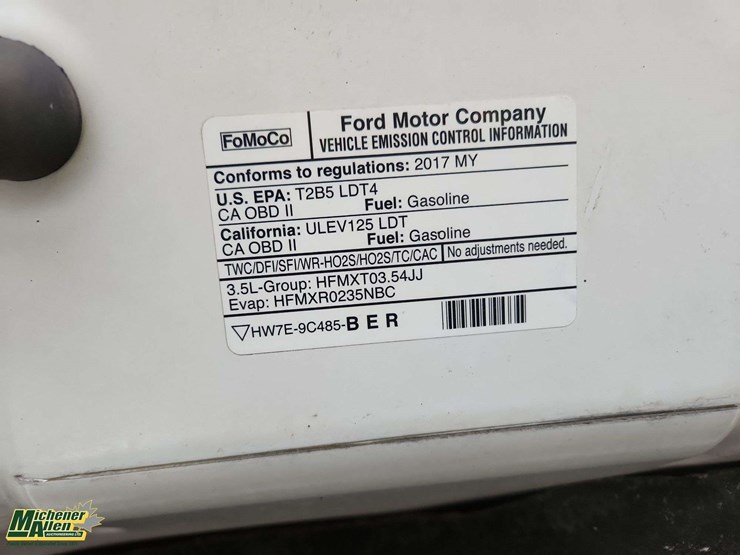 FoMoCo
Ford Motor Company
VEHICLE EMISSION CONTROL INFORMATION
Conforms to regulations: 2017 MY
U.S. EPA: T2B5 LDT4
CA OBD II Fuel: Gasoline
California: ULEV125 LDT
CA OBD II Fuel: Gasoline
TWC/DFI/SFI/WR-HO2S/HO2S/TC/CAC No adjustments needed.
3.5L-Group: HFMXT03.54JJ
Evap: HFMXR0235NBC
HW7E-9C485-BER
Michener
Allen
AUCTIONEERING LTD.